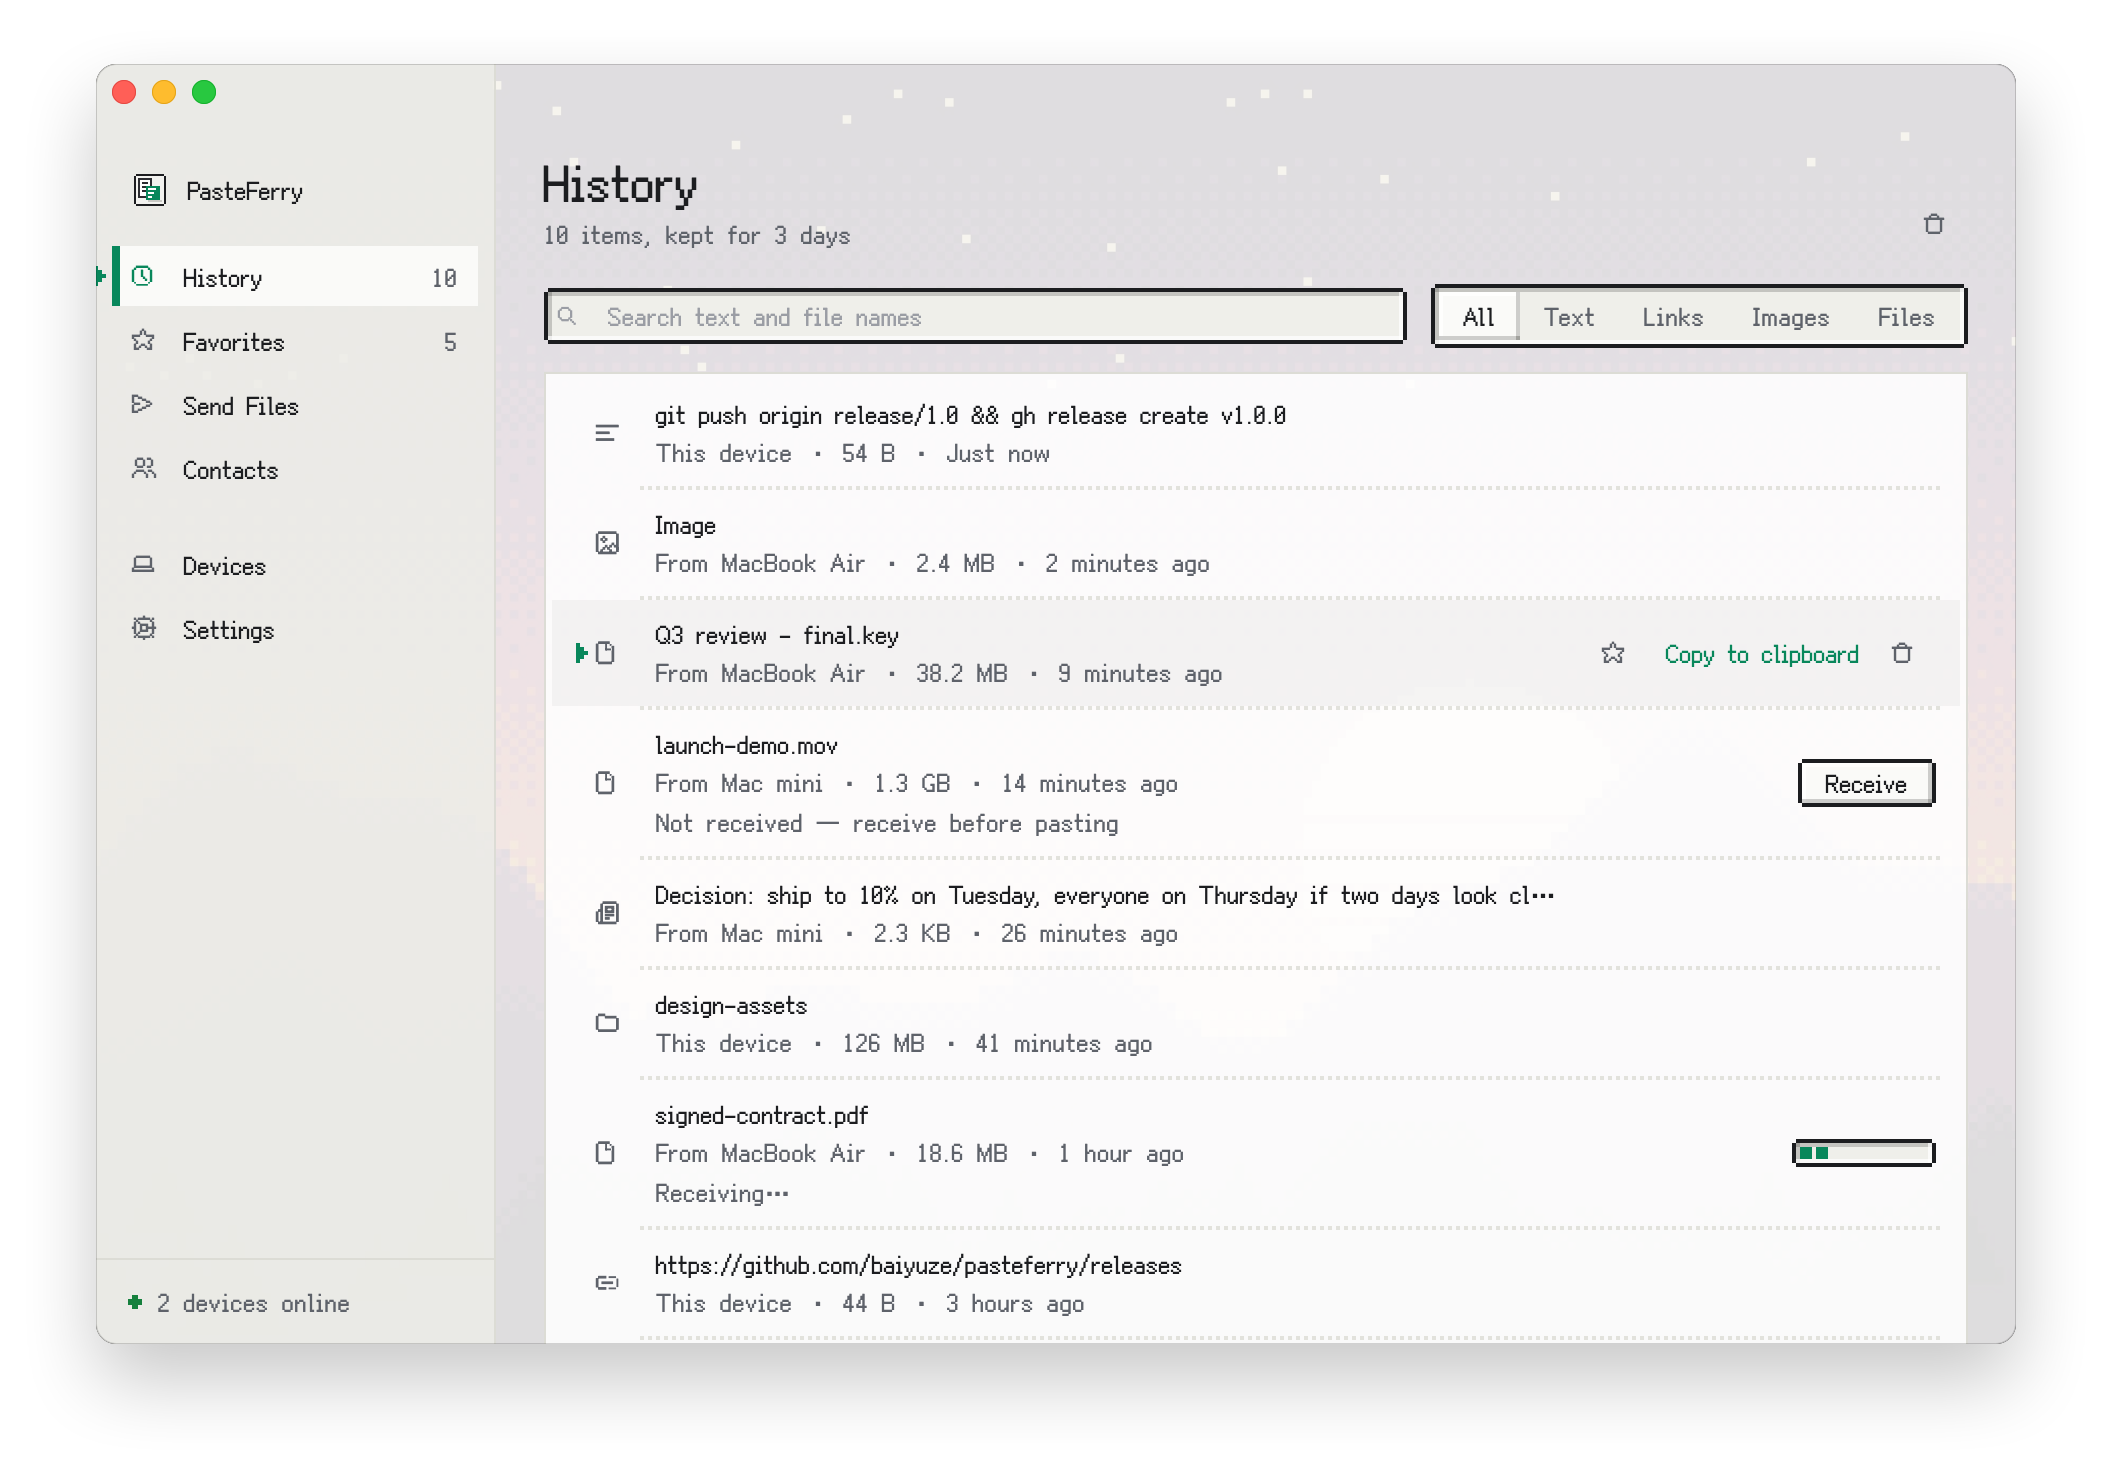 PasteFerry
History 10
Favorites 5
Send Files
Contacts
Devices
Settings
2 devices online
History
10 items, kept for 3 days
Search text and file names
All Text Links Images Files
git push origin release/1.0 && gh release create v1.0.0
This device · 54 B · Just now
Image
From MacBook Air · 2.4 MB · 2 minutes ago
Q3 review – final.key
From MacBook Air · 38.2 MB · 9 minutes ago
Copy to clipboard
launch-demo.mov
From Mac mini · 1.3 GB · 14 minutes ago
Not received — receive before pasting
Receive
Decision: ship to 10% on Tuesday, everyone on Thursday if two days look cl…
From Mac mini · 2.3 KB · 26 minutes ago
design-assets
This device · 126 MB · 41 minutes ago
signed-contract.pdf
From MacBook Air · 18.6 MB · 1 hour ago
Receiving…
https://github.com/baiyuze/pasteferry/releases
This device · 44 B · 3 hours ago